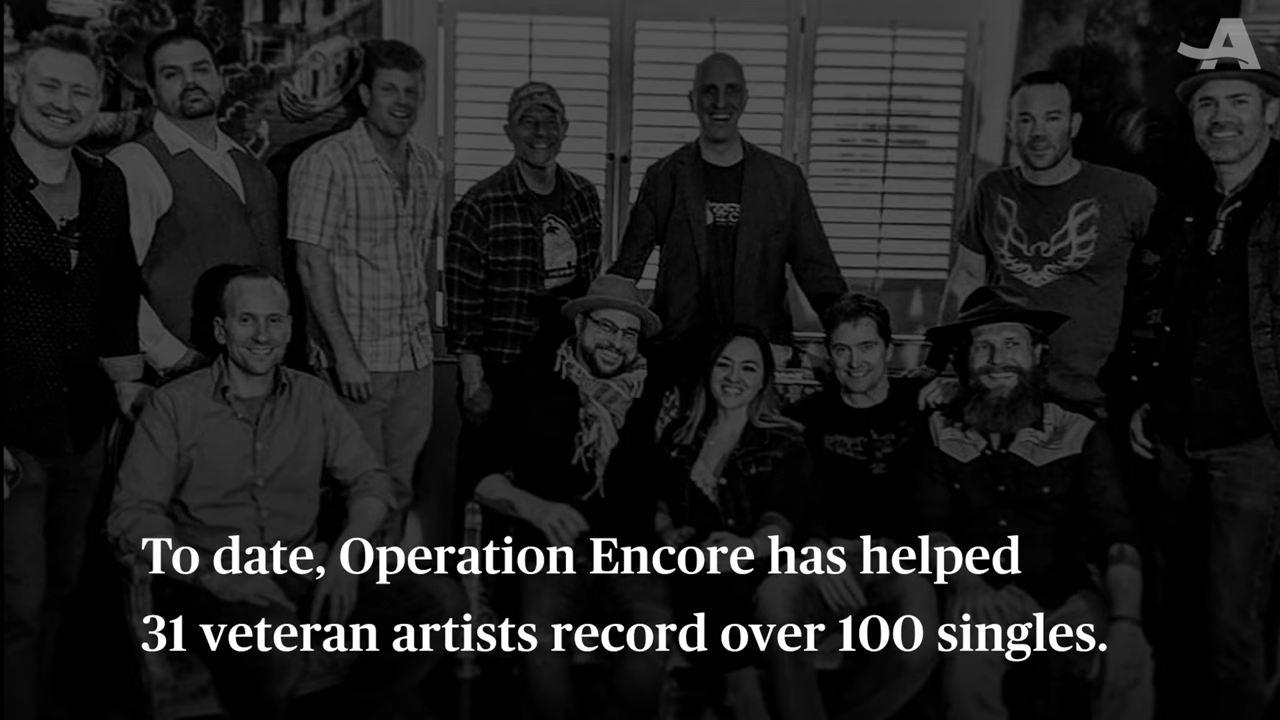 A
To date, Operation Encore has helped
31 veteran artists record over 100 singles.